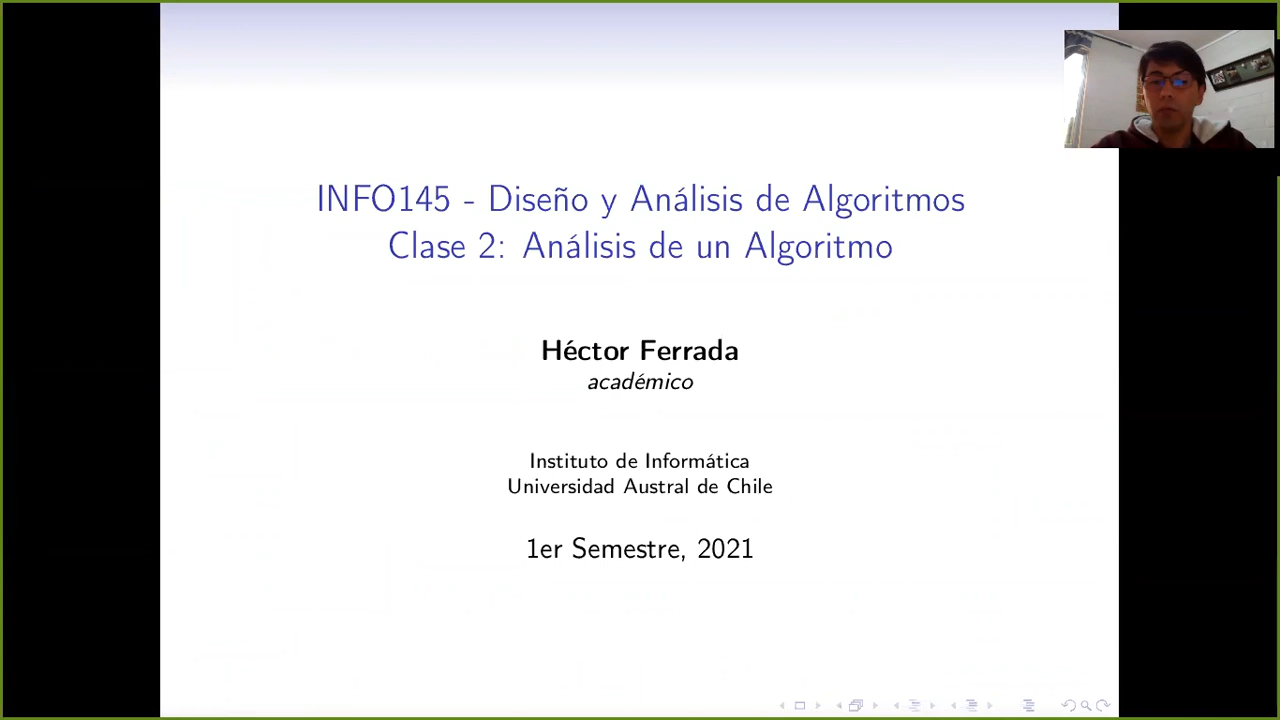 INFO145 - Diseño y Análisis de Algoritmos
Clase 2: Análisis de un Algoritmo
Héctor Ferrada
académico
Instituto de Informática
Universidad Austral de Chile
1er Semestre, 2021